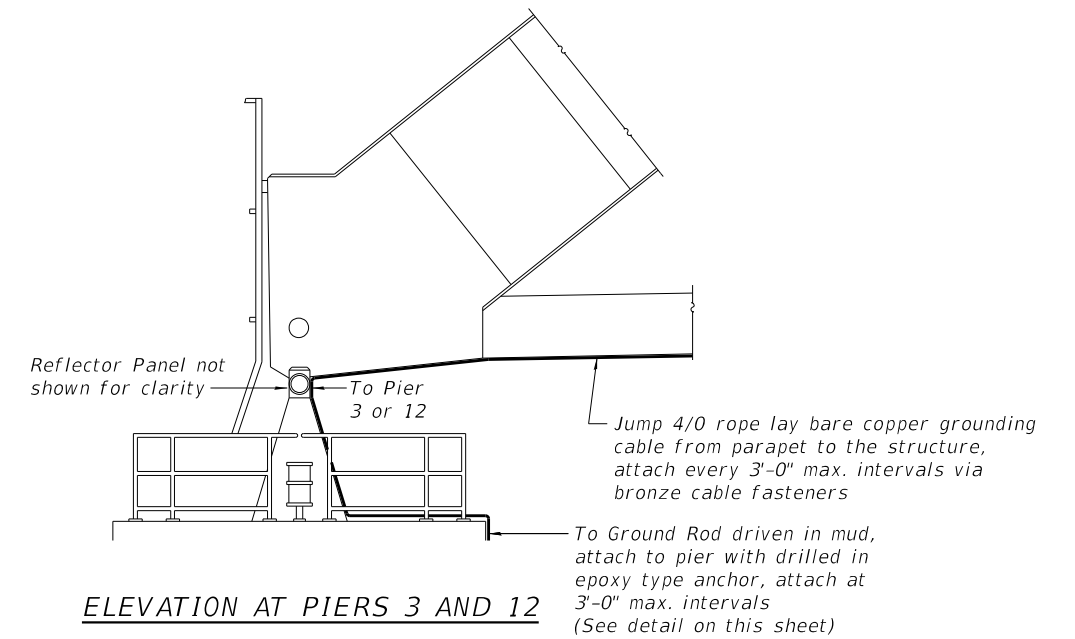 Reflector Panel not
shown for clarity
To Pier
3 or 12
Jump 4/0 rope lay bare copper grounding
cable from parapet to the structure,
attach every 3'-0" max. intervals via
bronze cable fasteners
To Ground Rod driven in mud,
attach to pier with drilled in
epoxy type anchor, attach at
3'-0" max. intervals
(See detail on this sheet)
ELEVATION AT PIERS 3 AND 12